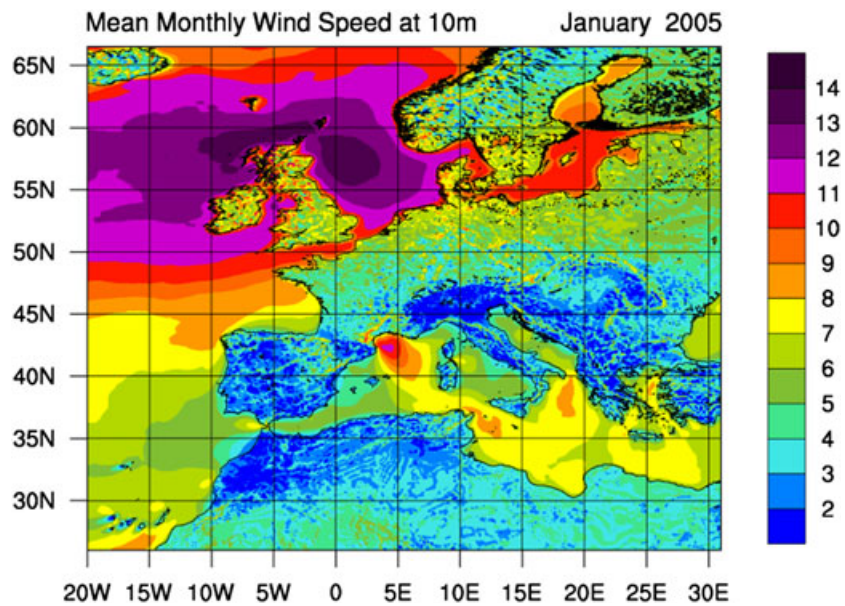 Mean Monthly Wind Speed at 10m January 2005
65N
60N
55N
50N
45N
40N
35N
30N
14
13
12
11
10
9
8
7
6
5
4
3
2
20W 15W 10W 5W 0 5E 10E 15E 20E 25E 30E